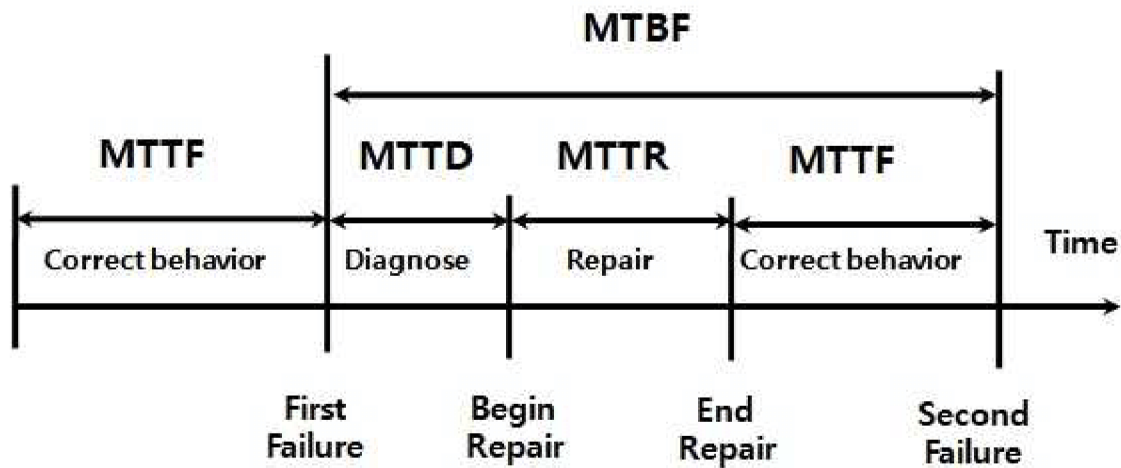 MTBF
MTTF
MTTD
MTTR
MTTF
Correct behavior
Diagnose
Repair
Correct behavior
Time
First
Failure
Begin
Repair
End
Repair
Second
Failure